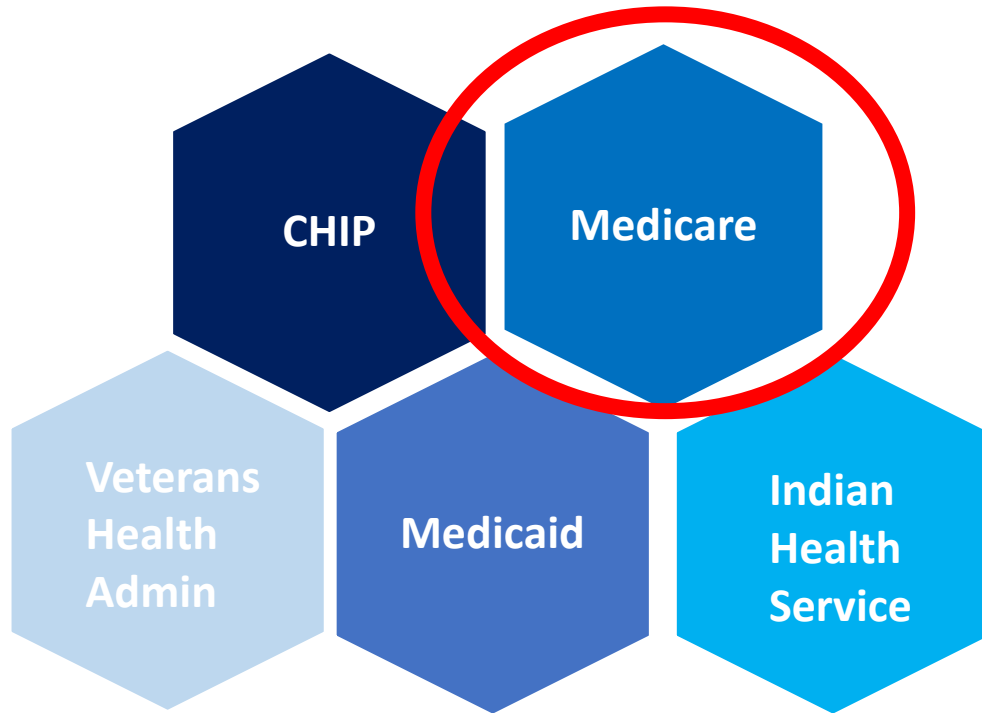 CHIP
Medicare
Veterans
Health
Admin
Medicaid
Indian
Health
Service